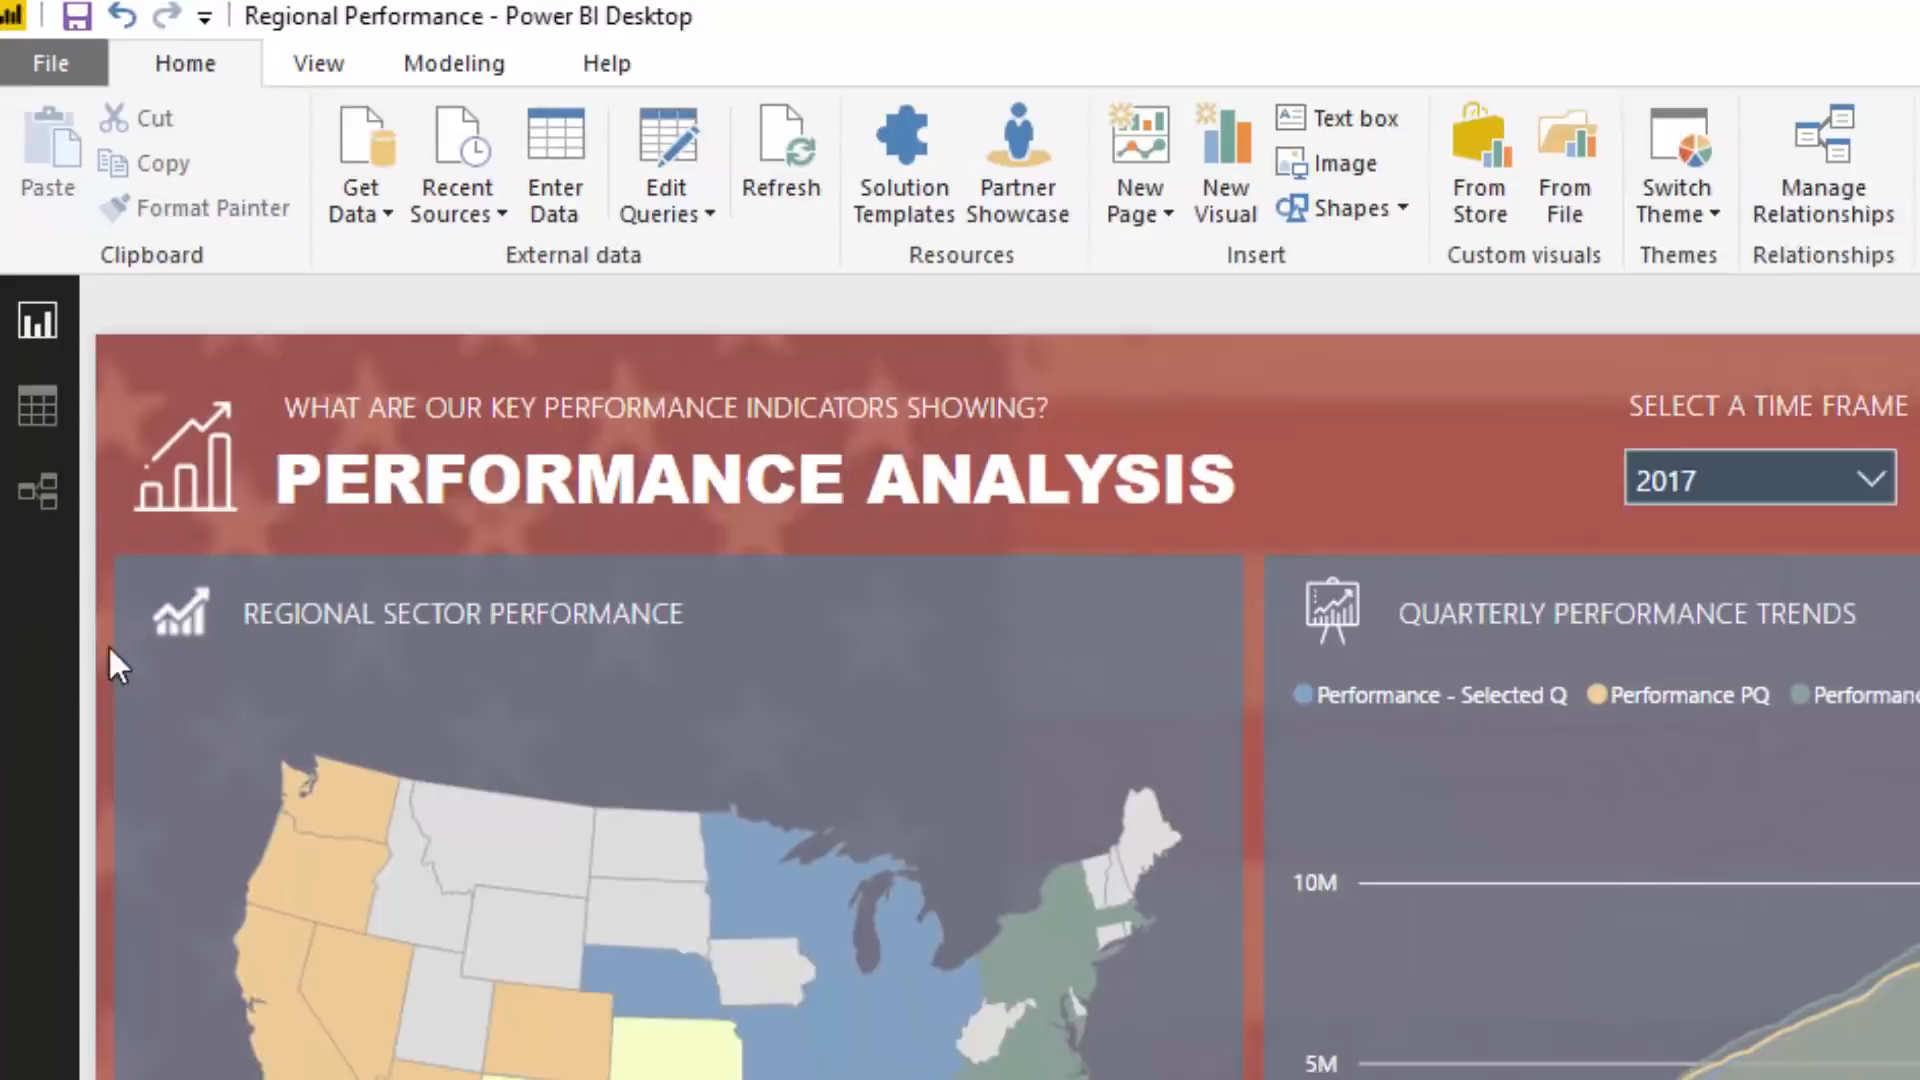 Regional Performance - Power BI Desktop
File Home View Modeling Help
Paste
Cut
Copy
Format Painter
Clipboard
Get Data
Recent Sources
Enter Data
Edit Queries
Refresh
External data
Solution Templates
Partner Showcase
Resources
New Page
New Visual
Text box
Image
Shapes
Insert
From Store
From File
Custom visuals
Switch Theme
Themes
Manage Relationships
Relationships
WHAT ARE OUR KEY PERFORMANCE INDICATORS SHOWING?
PERFORMANCE ANALYSIS
SELECT A TIME FRAME
2017
REGIONAL SECTOR PERFORMANCE
QUARTERLY PERFORMANCE TRENDS
Performance - Selected Q Performance PQ
10M
5M